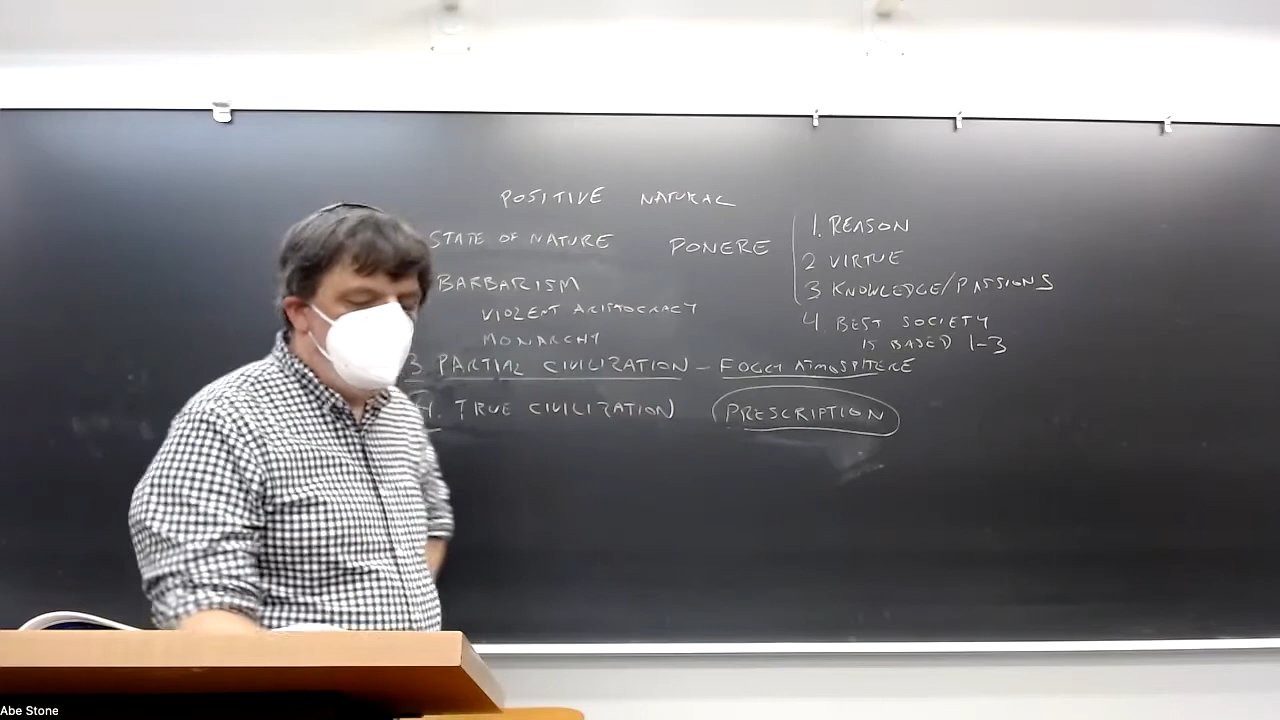 POSITIVE NATURAL
STATE OF NATURE PONERE
BARBARISM
VIOLENT ARISTOCRACY
MONARCHY
3 PARTIAL CIVILIZATION - FOGGY ATMOSPHERE
4. TRUE CIVILIZATION PRESCRIPTION
1. REASON
2 VIRTUE
3 KNOWLEDGE/PASSIONS
4. BEST SOCIETY
IS BASED 1-3
Abe Stone